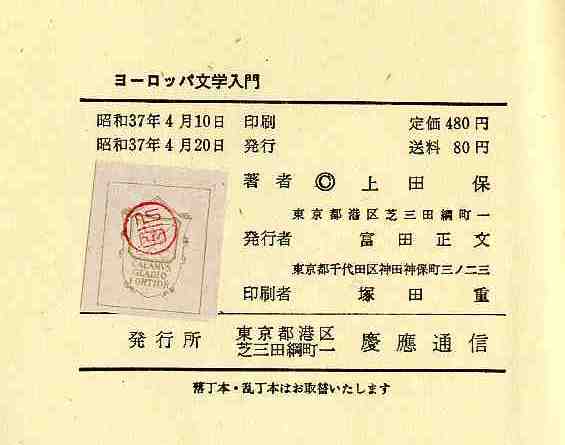 ヨーロッパ文学入門
昭和37年4月10日 印刷 定価 480円
昭和37年4月20日 発行 送料 80円
著者 © 上田保
東京都港区芝三田綱町一
発行者 富田正文
東京都千代田区神田神保町三ノ二三
印刷者 塚田重
CALAMVS
GLADIO
FORTIOR
発行所 東京都港区芝三田綱町一 慶應通信
落丁本・乱丁本はお取替いたします